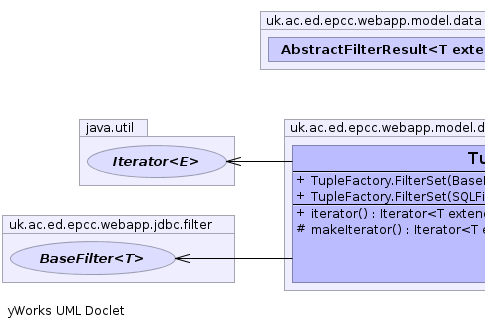 uk.ac.ed.epcc.webapp.model.data
AbstractFilterResult<T exte
java.util
Iterator<E>
uk.ac.ed.epcc.webapp.model.d
Tu
+ TupleFactory.FilterSet(Base
+ TupleFactory.FilterSet(SQLFi
+ iterator() : Iterator<T extend
# makeIterator() : Iterator<T e
uk.ac.ed.epcc.webapp.jdbc.filter
BaseFilter<T>
yWorks UML Doclet